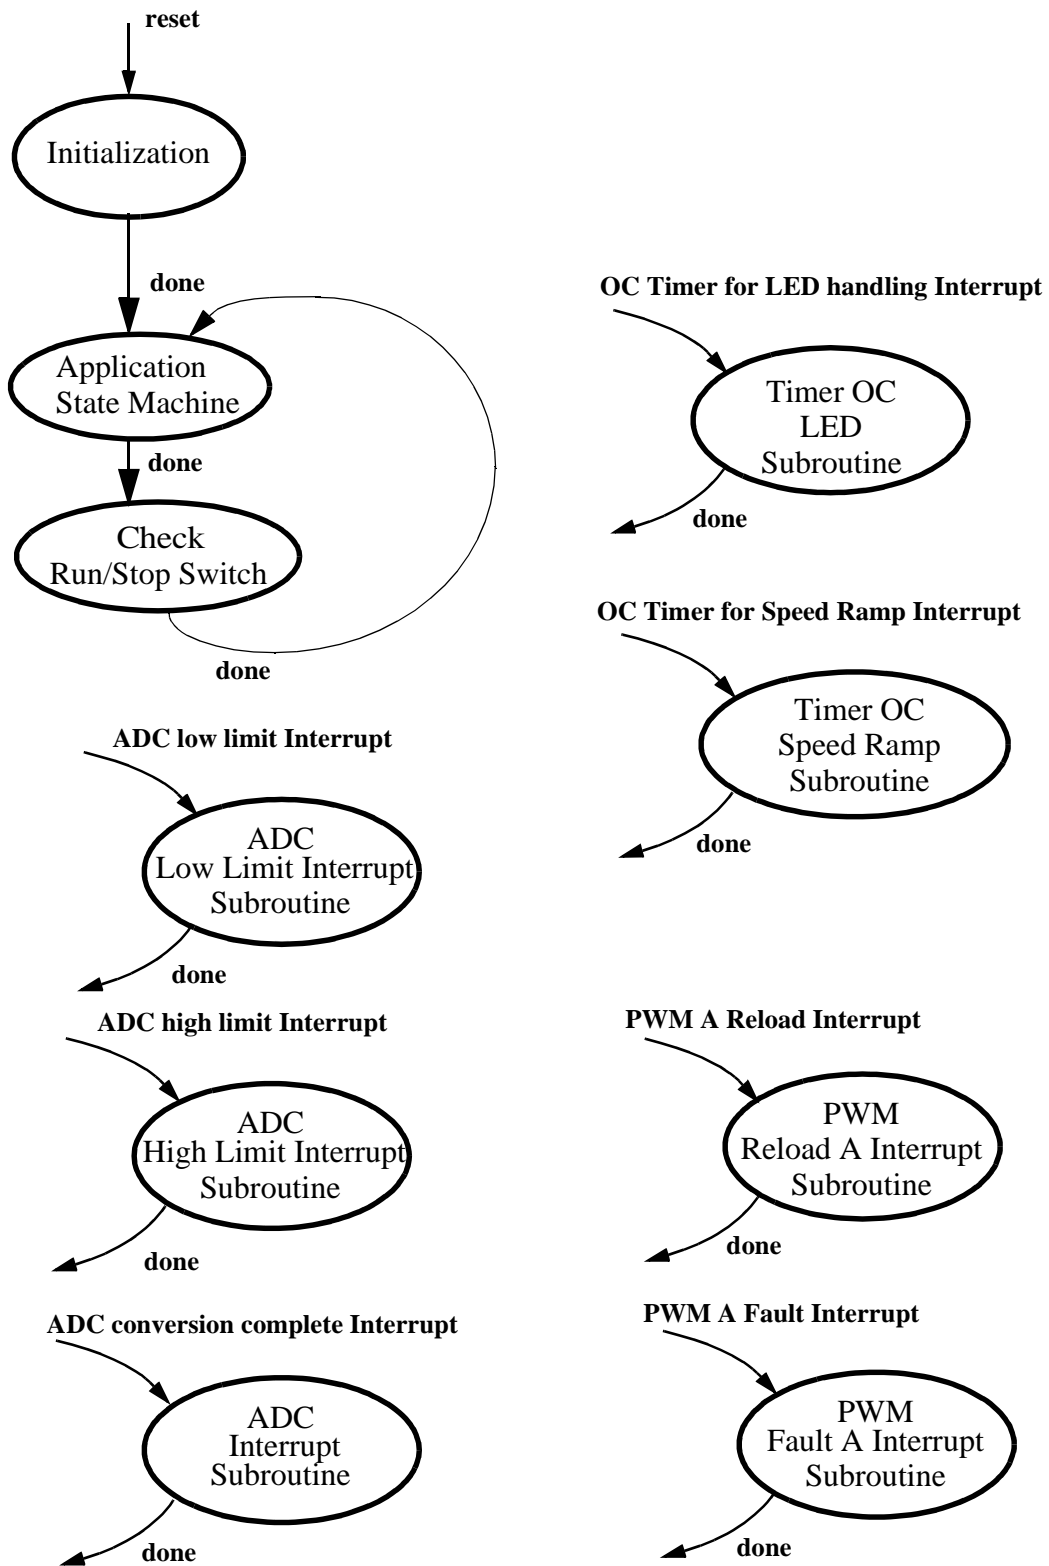 reset
Initialization
done
Application
State Machine
done
Check
Run/Stop Switch
done
ADC low limit Interrupt
ADC
Low Limit Interrupt
Subroutine
done
ADC high limit Interrupt
ADC
High Limit Interrupt
Subroutine
done
ADC conversion complete Interrupt
ADC
Interrupt
Subroutine
done
OC Timer for LED handling Interrupt
Timer OC
LED
Subroutine
done
OC Timer for Speed Ramp Interrupt
Timer OC
Speed Ramp
Subroutine
done
PWM A Reload Interrupt
PWM
Reload A Interrupt
Subroutine
done
PWM A Fault Interrupt
PWM
Fault A Interrupt
Subroutine
done